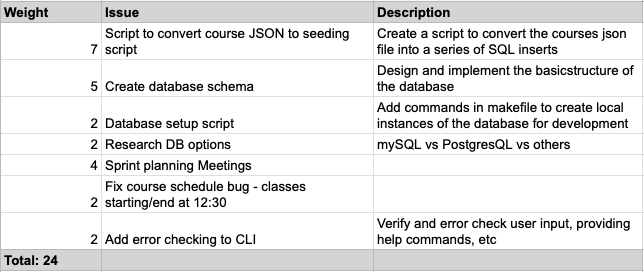 Weight Issue Description
7 Script to convert course JSON to seeding Create a script to convert the courses json
script file into a series of SQL inserts
5 Create database schema Design and implement the basicstructure of
the database
2 Database setup script Add commands in makefile to create local
instances of the database for development
2 Research DB options mySQL vs PostgresQL vs others
4 Sprint planning Meetings
2 Fix course schedule bug - classes
starting/end at 12:30
2 Add error checking to CLI Verify and error check user input, providing
help commands, etc
Total: 24